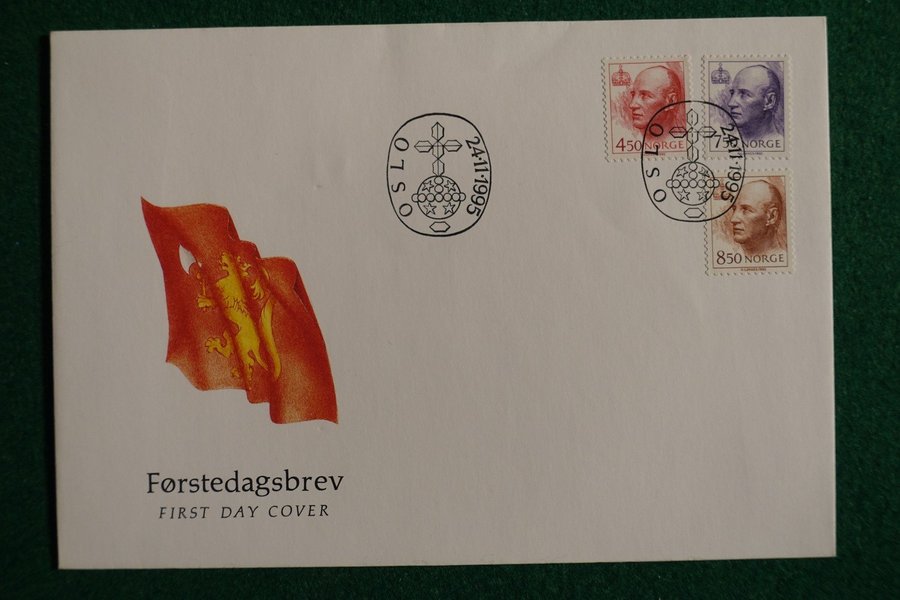 4.50 NORGE
7.50 NORGE
OSLO 24·11·1995
OSLO 24·11·1995
8.50 NORGE
Førstedagsbrev
FIRST DAY COVER